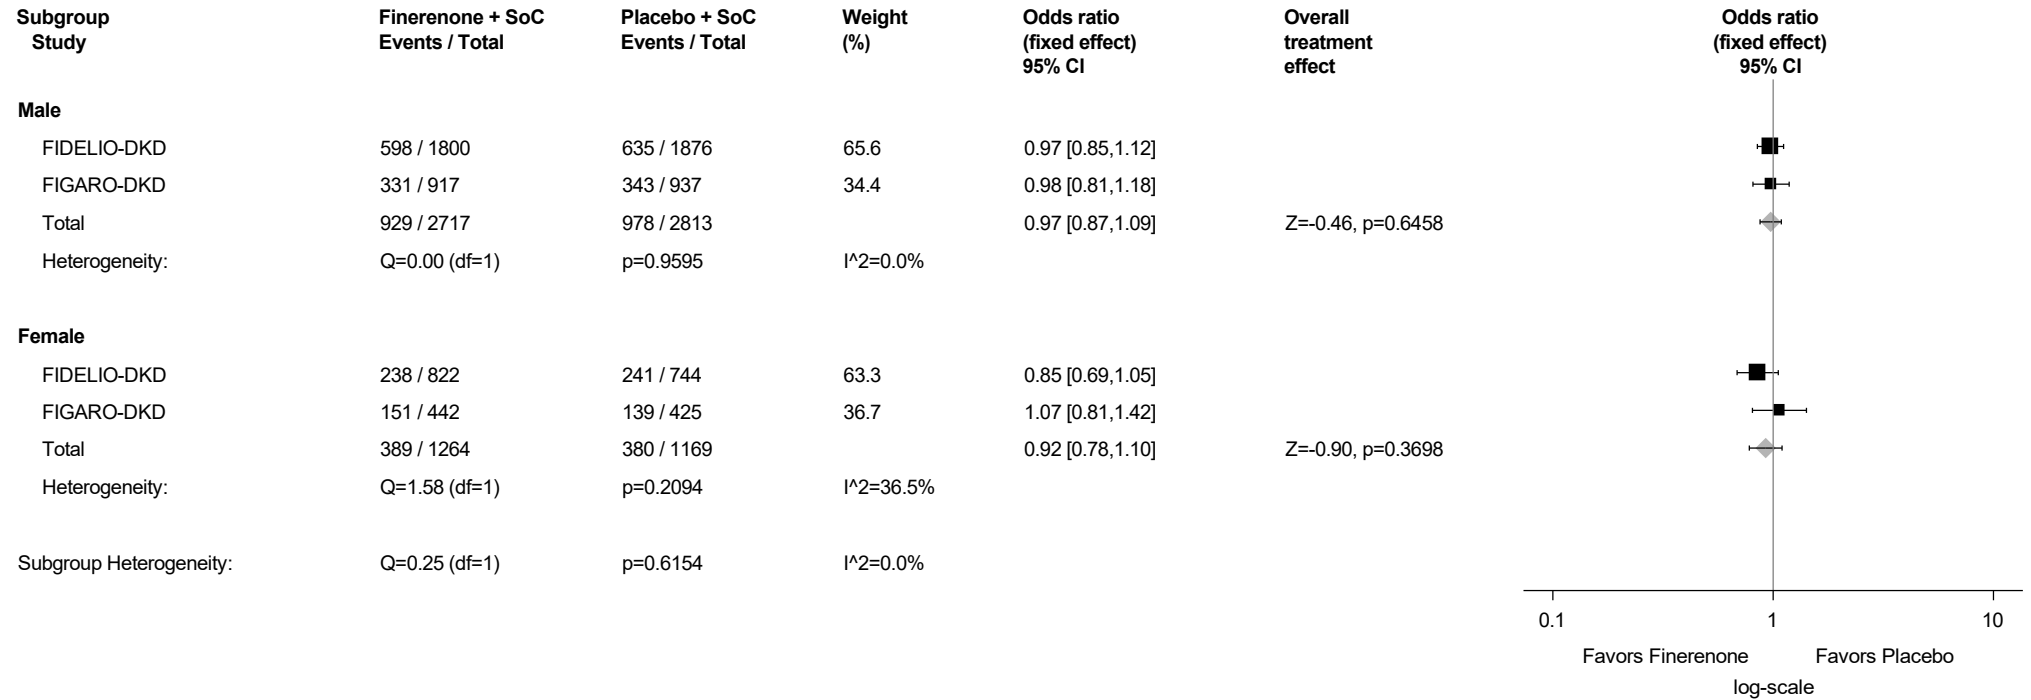 Subgroup Finerenone + SoC Placebo + SoC Weight Odds ratio Overall Odds ratio
Study Events / Total Events / Total (%) (fixed effect) treatment (fixed effect)
95% CI effect 95% CI
Male
FIDELIO-DKD 598 / 1800 635 / 1876 65.6 0.97 [0.85,1.12]
FIGARO-DKD 331 / 917 343 / 937 34.4 0.98 [0.81,1.18]
Total 929 / 2717 978 / 2813 0.97 [0.87,1.09] Z=-0.46, p=0.6458
Heterogeneity: Q=0.00 (df=1) p=0.9595 I^2=0.0%
Female
FIDELIO-DKD 238 / 822 241 / 744 63.3 0.85 [0.69,1.05]
FIGARO-DKD 151 / 442 139 / 425 36.7 1.07 [0.81,1.42]
Total 389 / 1264 380 / 1169 0.92 [0.78,1.10] Z=-0.90, p=0.3698
Heterogeneity: Q=1.58 (df=1) p=0.2094 I^2=36.5%
Subgroup Heterogeneity: Q=0.25 (df=1) p=0.6154 I^2=0.0%
0.1 1 10
Favors Finerenone Favors Placebo
log-scale